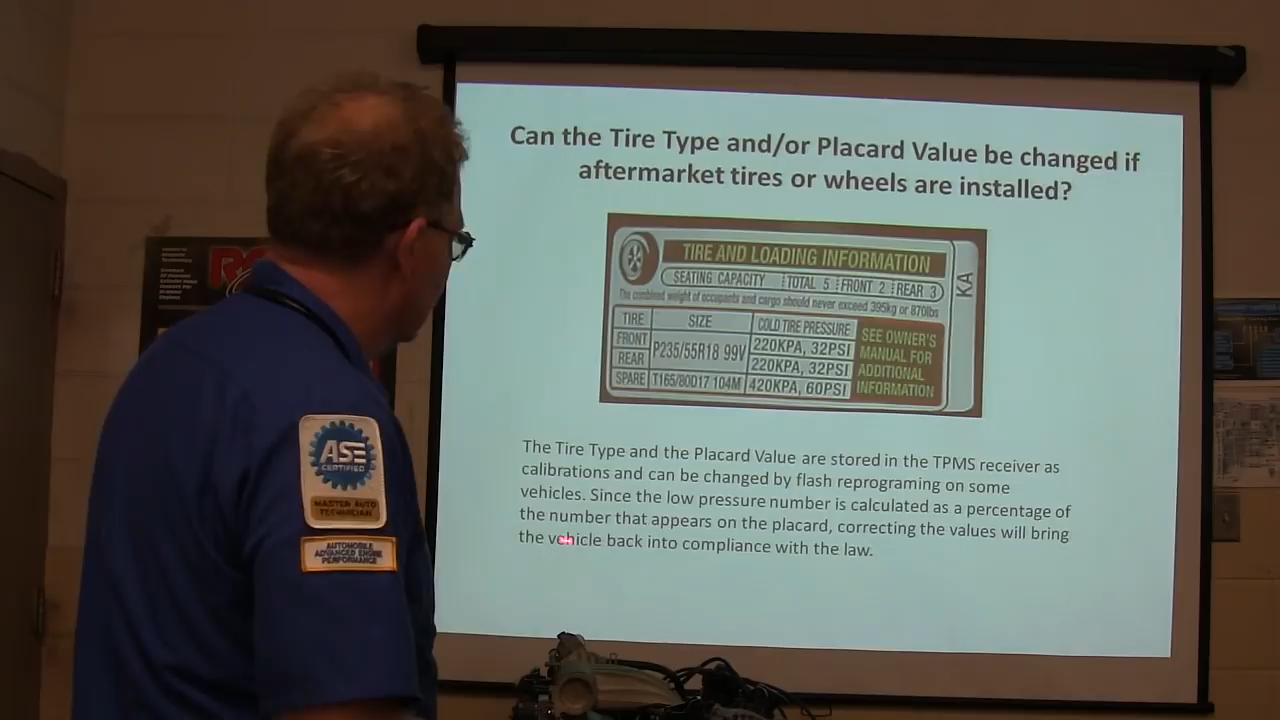 Can the Tire Type and/or Placard Value be changed if
aftermarket tires or wheels are installed?
TIRE AND LOADING INFORMATION
SEATING CAPACITY TOTAL 5 FRONT 2 REAR 3
The combined weight of occupants and cargo should never exceed 395kg or 870lbs
KA
TIRE SIZE COLD TIRE PRESSURE
FRONT P235/55R18 99V 220KPA, 32PSI
REAR 220KPA, 32PSI
SPARE T165/80D17 104M 420KPA, 60PSI
SEE OWNER'S
MANUAL FOR
ADDITIONAL
INFORMATION
The Tire Type and the Placard Value are stored in the TPMS receiver as
calibrations and can be changed by flash reprograming on some
vehicles. Since the low pressure number is calculated as a percentage of
the number that appears on the placard, correcting the values will bring
the vehicle back into compliance with the law.
ASE
CERTIFIED
MASTER AUTO
TECHNICIAN
AUTOMOBILE
ADVANCED ENGINE
PERFORMANCE